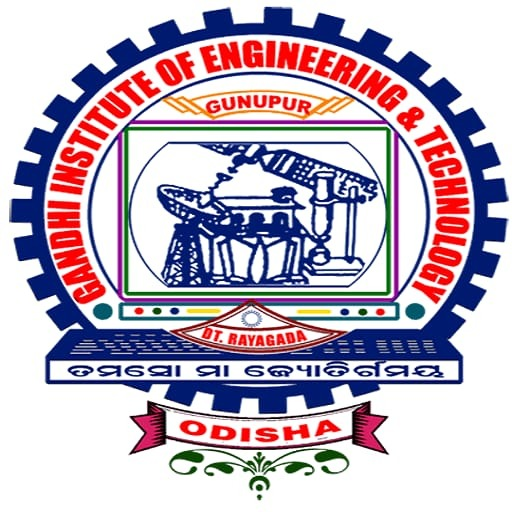 GANDHI INSTITUTE OF ENGINEERING & TECHNOLOGY
GUNUPUR
DT. RAYAGADA
ତମସୋ ମା ଜ୍ୟୋତିର୍ଗମୟ
ODISHA